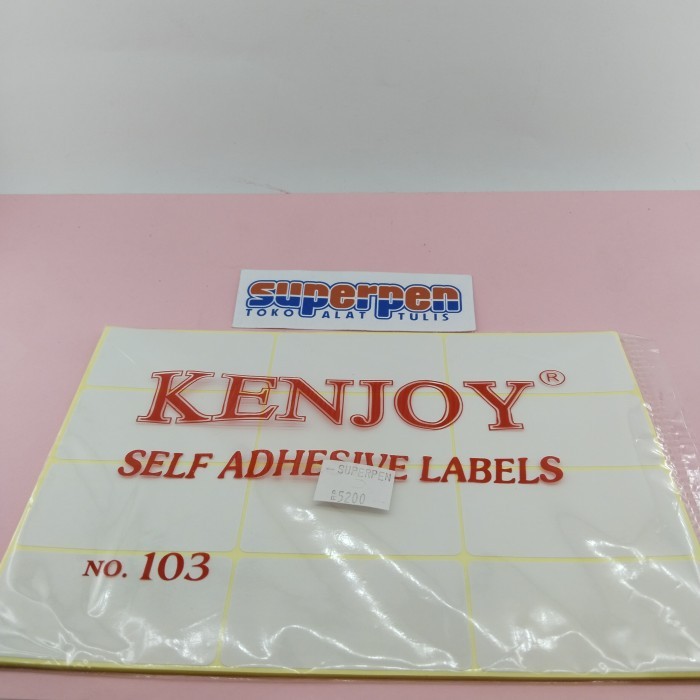 superpen
TOKO ALAT TULIS
KENJOY®
SELF ADHESIVE LABELS
SUPERPEN
5200
NO. 103